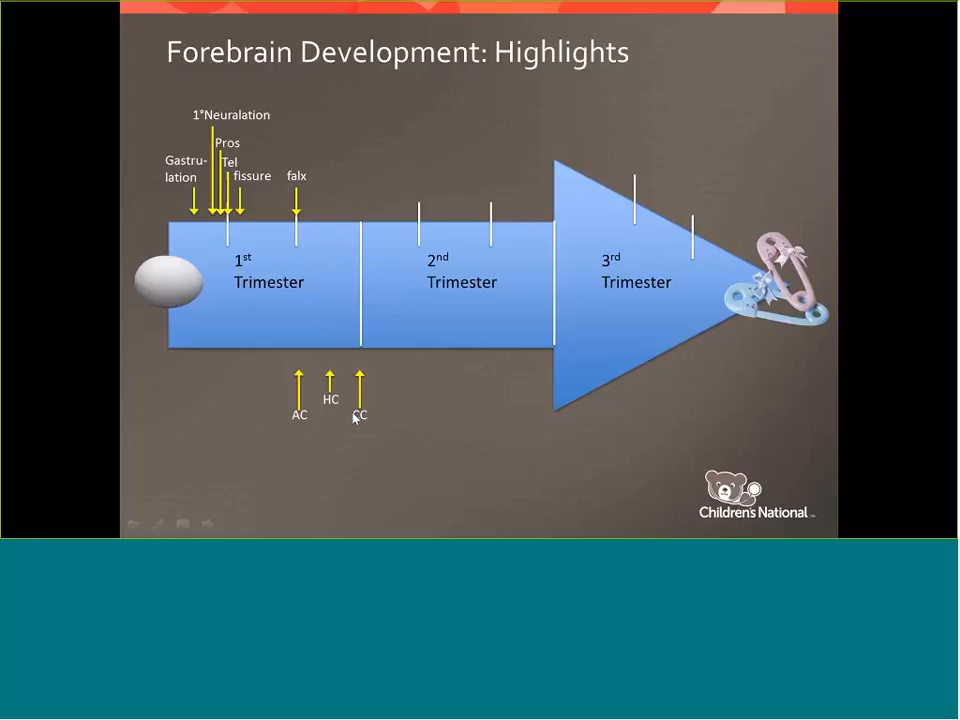 Forebrain Development: Highlights
1°Neuralation
Pros
Gastru-
lation
Tel
fissure
falx
1st
Trimester
2nd
Trimester
3rd
Trimester
AC
HC
CC
Children's National